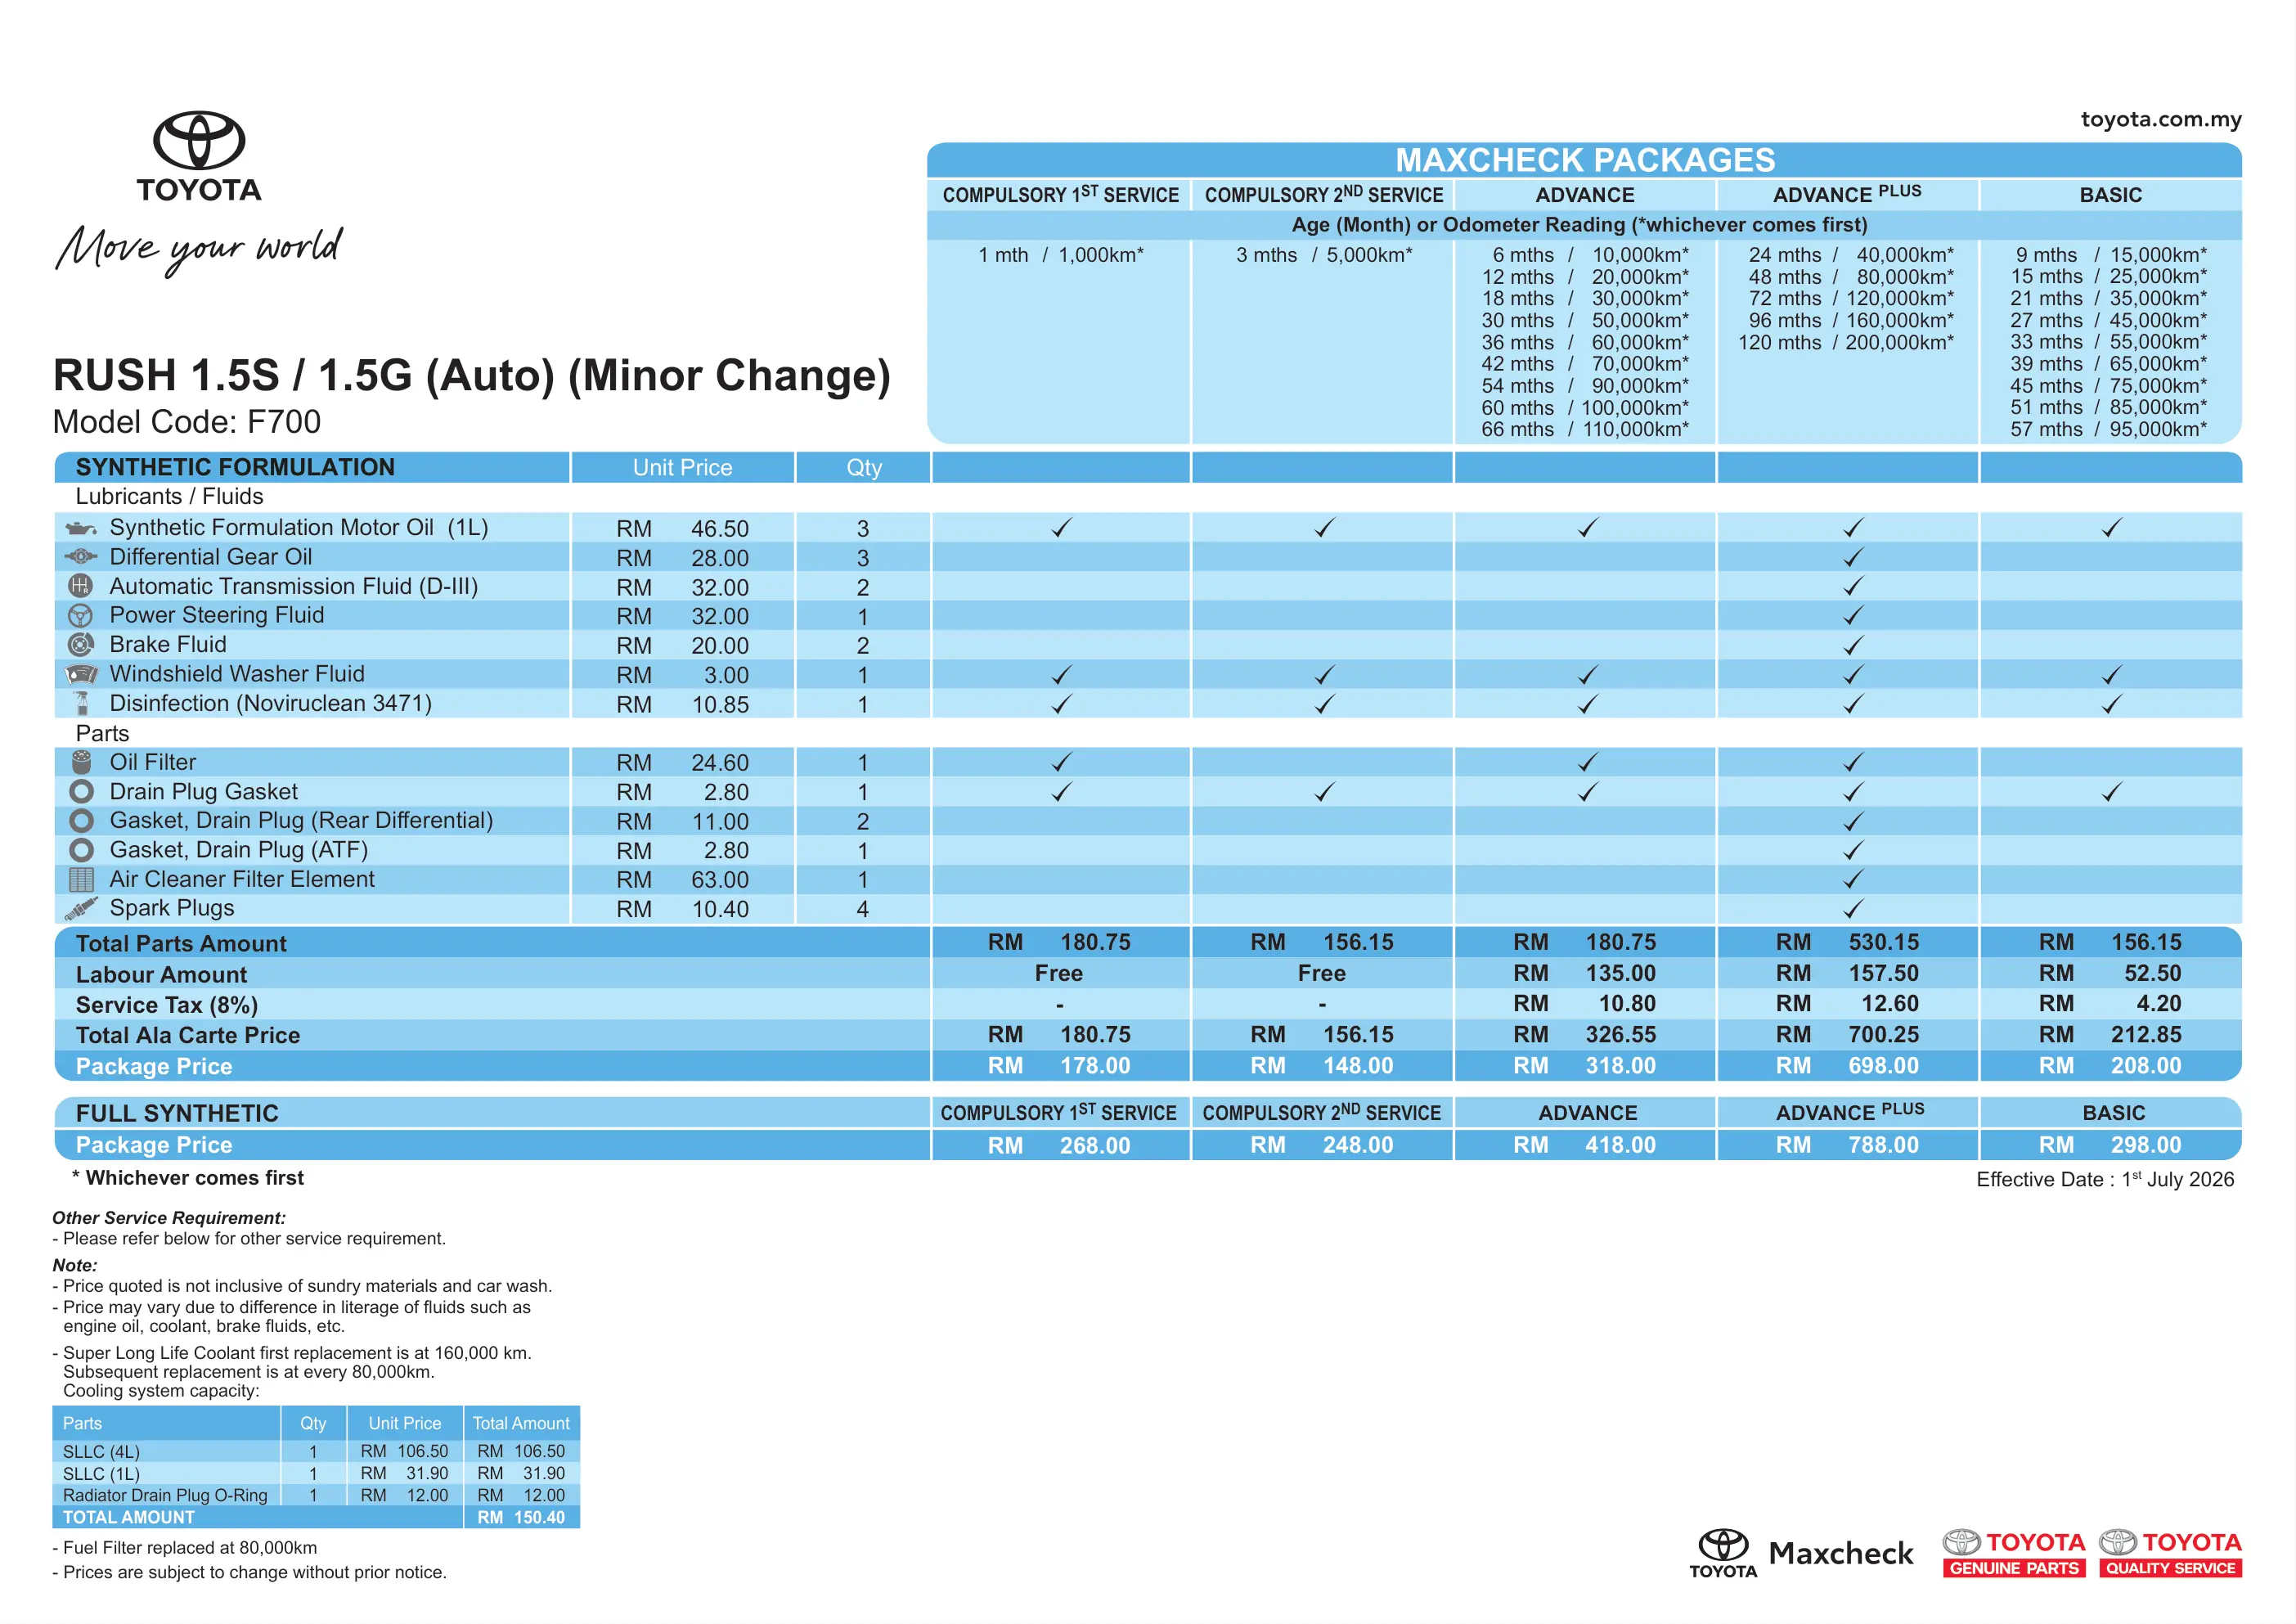 toyota.com.my
TOYOTA
Move your world
MAXCHECK PACKAGES
COMPULSORY 1ST SERVICE COMPULSORY 2ND SERVICE ADVANCE ADVANCE PLUS BASIC
Age (Month) or Odometer Reading (*whichever comes first)
1 mth / 1,000km* 3 mths / 5,000km* 6 mths / 10,000km* 24 mths / 40,000km* 9 mths / 15,000km*
12 mths / 20,000km* 48 mths / 80,000km* 15 mths / 25,000km*
18 mths / 30,000km* 72 mths / 120,000km* 21 mths / 35,000km*
30 mths / 50,000km* 96 mths / 160,000km* 27 mths / 45,000km*
36 mths / 60,000km* 120 mths / 200,000km* 33 mths / 55,000km*
42 mths / 70,000km* 39 mths / 65,000km*
54 mths / 90,000km* 45 mths / 75,000km*
60 mths / 100,000km* 51 mths / 85,000km*
66 mths / 110,000km* 57 mths / 95,000km*
RUSH 1.5S / 1.5G (Auto) (Minor Change)
Model Code: F700
SYNTHETIC FORMULATION Unit Price Qty
Lubricants / Fluids
Synthetic Formulation Motor Oil (1L) RM 46.50 3 ✓ ✓ ✓ ✓ ✓
Differential Gear Oil RM 28.00 3 ✓
Automatic Transmission Fluid (D-III) RM 32.00 2 ✓
Power Steering Fluid RM 32.00 1 ✓
Brake Fluid RM 20.00 2 ✓
Windshield Washer Fluid RM 3.00 1 ✓ ✓ ✓ ✓ ✓
Disinfection (Noviruclean 3471) RM 10.85 1 ✓ ✓ ✓ ✓ ✓
Parts
Oil Filter RM 24.60 1 ✓ ✓ ✓
Drain Plug Gasket RM 2.80 1 ✓ ✓ ✓ ✓ ✓
Gasket, Drain Plug (Rear Differential) RM 11.00 2 ✓
Gasket, Drain Plug (ATF) RM 2.80 1 ✓
Air Cleaner Filter Element RM 63.00 1 ✓
Spark Plugs RM 10.40 4 ✓
Total Parts Amount RM 180.75 RM 156.15 RM 180.75 RM 530.15 RM 156.15
Labour Amount Free Free RM 135.00 RM 157.50 RM 52.50
Service Tax (8%) - - RM 10.80 RM 12.60 RM 4.20
Total Ala Carte Price RM 180.75 RM 156.15 RM 326.55 RM 700.25 RM 212.85
Package Price RM 178.00 RM 148.00 RM 318.00 RM 698.00 RM 208.00
FULL SYNTHETIC COMPULSORY 1ST SERVICE COMPULSORY 2ND SERVICE ADVANCE ADVANCE PLUS BASIC
Package Price RM 268.00 RM 248.00 RM 418.00 RM 788.00 RM 298.00
* Whichever comes first
Effective Date : 1st July 2026
Other Service Requirement:
- Please refer below for other service requirement.
Note:
- Price quoted is not inclusive of sundry materials and car wash.
- Price may vary due to difference in literage of fluids such as
engine oil, coolant, brake fluids, etc.
- Super Long Life Coolant first replacement is at 160,000 km.
Subsequent replacement is at every 80,000km.
Cooling system capacity:
Parts Qty Unit Price Total Amount
SLLC (4L) 1 RM 106.50 RM 106.50
SLLC (1L) 1 RM 31.90 RM 31.90
Radiator Drain Plug O-Ring 1 RM 12.00 RM 12.00
TOTAL AMOUNT RM 150.40
- Fuel Filter replaced at 80,000km
- Prices are subject to change without prior notice.
TOYOTA Maxcheck
TOYOTA GENUINE PARTS
TOYOTA QUALITY SERVICE